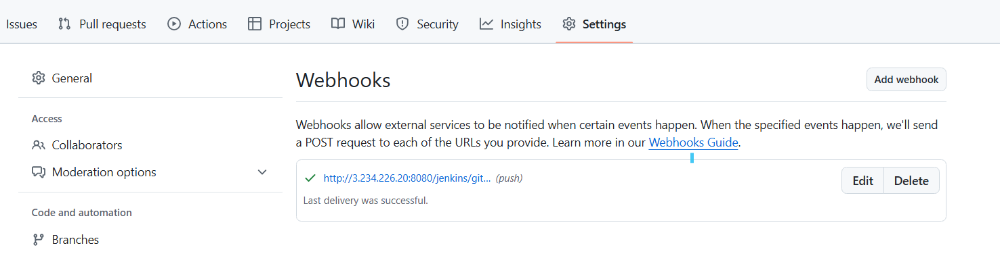 Issues Pull requests Actions Projects Wiki Security Insights Settings
General
Access
Collaborators
Moderation options
Code and automation
Branches
Webhooks
Add webhook
Webhooks allow external services to be notified when certain events happen. When the specified events happen, we'll send
a POST request to each of the URLs you provide. Learn more in our Webhooks Guide.
http://3.234.226.20:8080/jenkins/git... (push)
Edit Delete
Last delivery was successful.